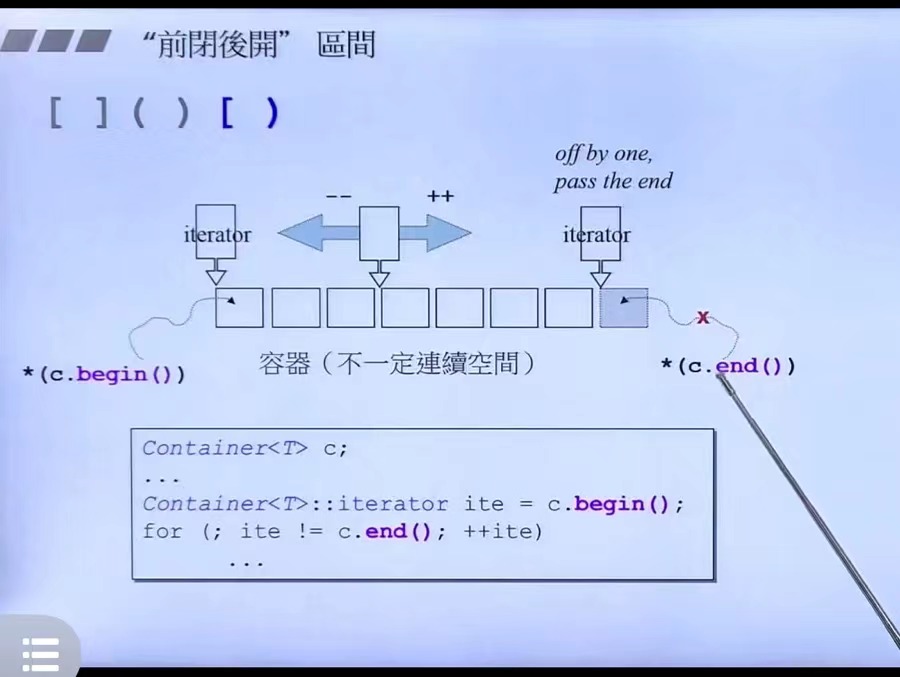 “前閉後開” 區間
[ ] ( ) [ )
off by one,
pass the end
-- ++
iterator iterator
x
*(c.begin()) 容器（不一定連續空間） *(c.end())
Container<T> c;
...
Container<T>::iterator ite = c.begin();
for (; ite != c.end(); ++ite)
...